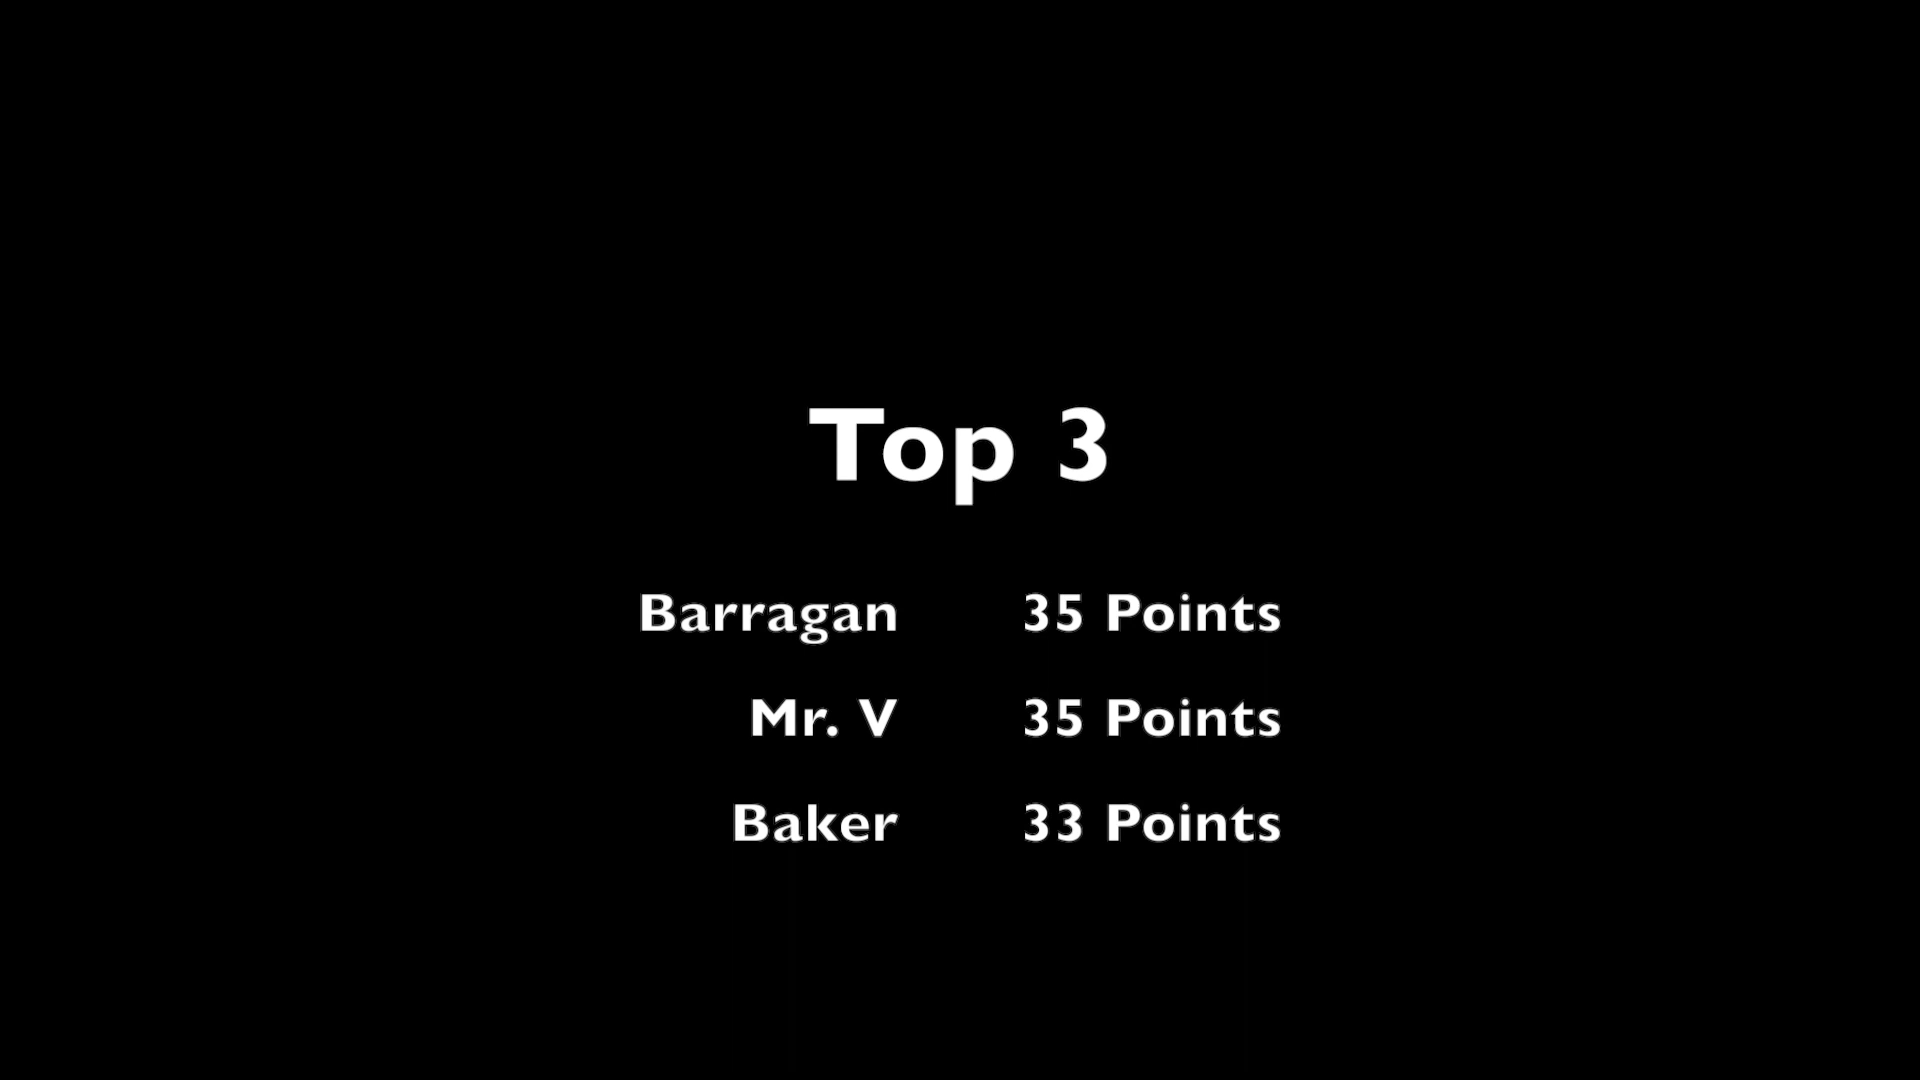 Top 3
Barragan 35 Points
Mr. V 35 Points
Baker 33 Points